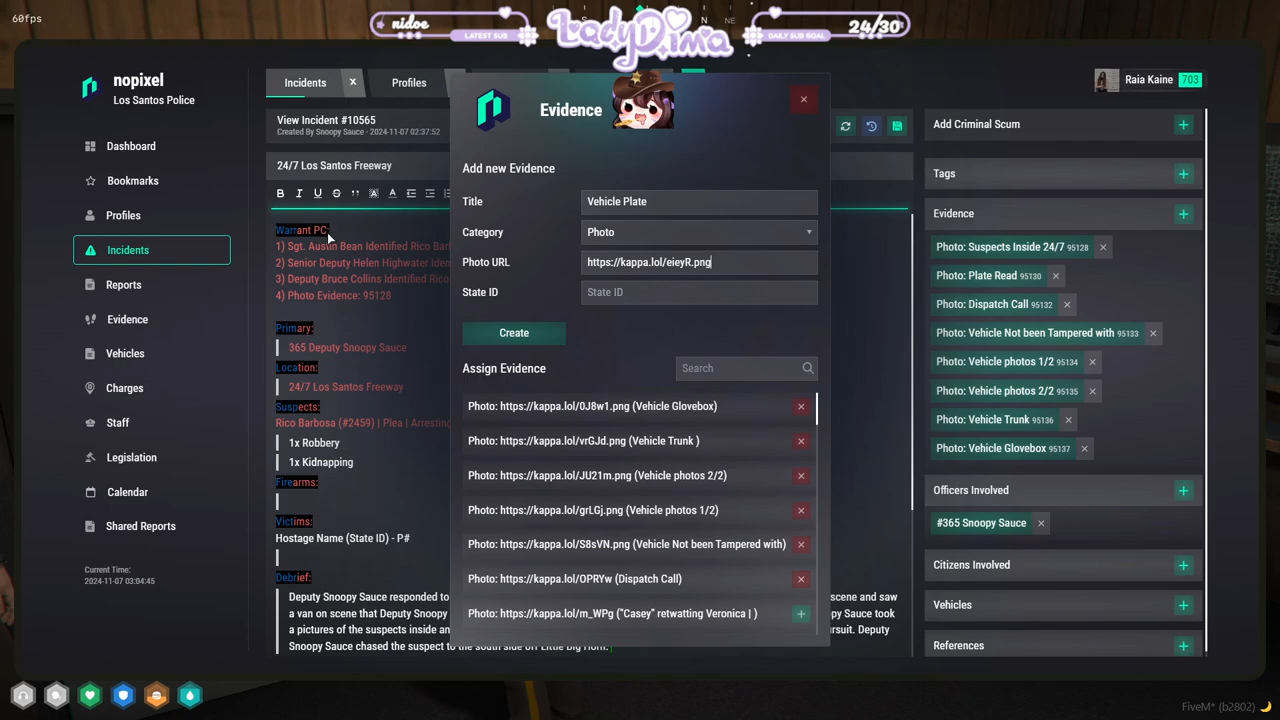 60fps
nidoe
LATEST SUB
LadyDima
24/30
DAILY SUB GOAL
S
N
NE
nopixel
Los Santos Police
Dashboard
Bookmarks
Profiles
Incidents
Reports
Evidence
Vehicles
Charges
Staff
Legislation
Calendar
Shared Reports
Current Time:
2024-11-07 03:04:45
Incidents x
Profiles
View Incident #10565
Created By Snoopy Sauce - 2024-11-07 02:37:52
24/7 Los Santos Freeway
B I U S
Warrant PC:
1) Sgt. Austin Bean Identified Rico Bar
2) Senior Deputy Helen Highwater Iden
3) Deputy Bruce Collins Identified Rico
4) Photo Evidence: 95128
Primary:
365 Deputy Snoopy Sauce
Location:
24/7 Los Santos Freeway
Suspects:
Rico Barbosa (#2459) | Plea | Arresting
1x Robbery
1x Kidnapping
Firearms:
Victims:
Hostage Name (State ID) - P#
Debrief:
Deputy Snoopy Sauce responded to
scene and saw
a van on scene that Deputy Snoopy
Sauce took
a pictures of the suspects inside an
rsuit. Deputy
Snoopy Sauce chased the suspect to the south side off Little Big Horn.
Evidence
Add new Evidence
Title Vehicle Plate
Category Photo
Photo URL https://kappa.lol/eieyR.png
State ID State ID
Create
Assign Evidence Search
Photo: https://kappa.lol/0J8w1.png (Vehicle Glovebox)
Photo: https://kappa.lol/vrGJd.png (Vehicle Trunk )
Photo: https://kappa.lol/JU21m.png (Vehicle photos 2/2)
Photo: https://kappa.lol/grLGj.png (Vehicle photos 1/2)
Photo: https://kappa.lol/S8sVN.png (Vehicle Not been Tampered with)
Photo: https://kappa.lol/OPRYw (Dispatch Call)
Photo: https://kappa.lol/m_WPg ("Casey" retwatting Veronica | )
Raia Kaine 703
Add Criminal Scum
Tags
Evidence
Photo: Suspects Inside 24/7 95128
Photo: Plate Read 95130
Photo: Dispatch Call 95132
Photo: Vehicle Not been Tampered with 95133
Photo: Vehicle photos 1/2 95134
Photo: Vehicle photos 2/2 95135
Photo: Vehicle Trunk 95136
Photo: Vehicle Glovebox 95137
Officers Involved
#365 Snoopy Sauce
Citizens Involved
Vehicles
References
FiveM* (b2802)